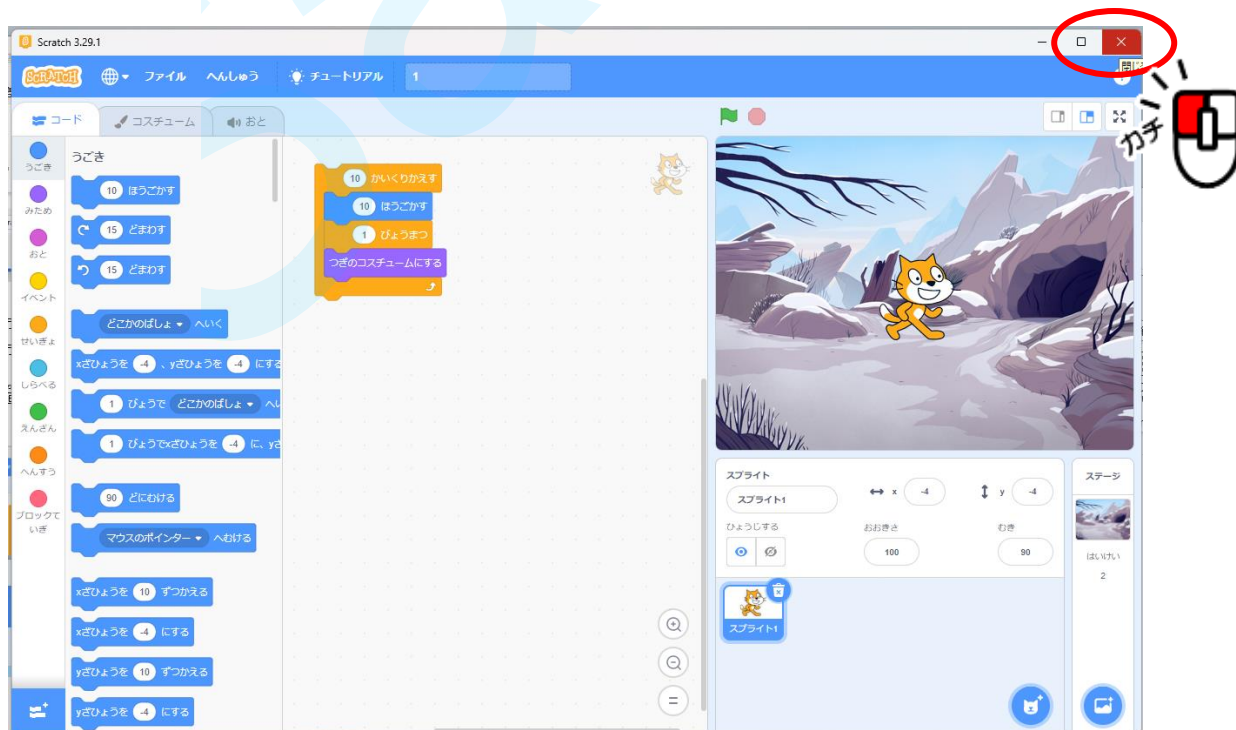 Scratch 3.29.1
SCRATCH ファイル へんしゅう チュートリアル 1
コード コスチューム おと
うごき
みため
おと
イベント
せいぎょ
しらべる
えんざん
へんすう
ブロックて
いぎ
うごき
10 ほうごかす
15 どまわす
15 どまわす
どこかのばしょ へいく
xざひょうを -4 、yざひょうを -4 にする
1 びょうで どこかのばしょ へ
1 びょうでxざひょうを -4 に、yざ
90 どにむける
マウスのポインター へむける
xざひょうを 10 ずつかえる
xざひょうを -4 にする
yざひょうを 10 ずつかえる
yざひょうを -4 にする
10 かいくりかえす
10 ほうごかす
1 びょうまつ
つぎのコスチュームにする
カチ
スプライト
スプライト1
x -4
y -4
ひょうじする
おおきさ
100
むき
90
スプライト1
ステージ
はいけい
2